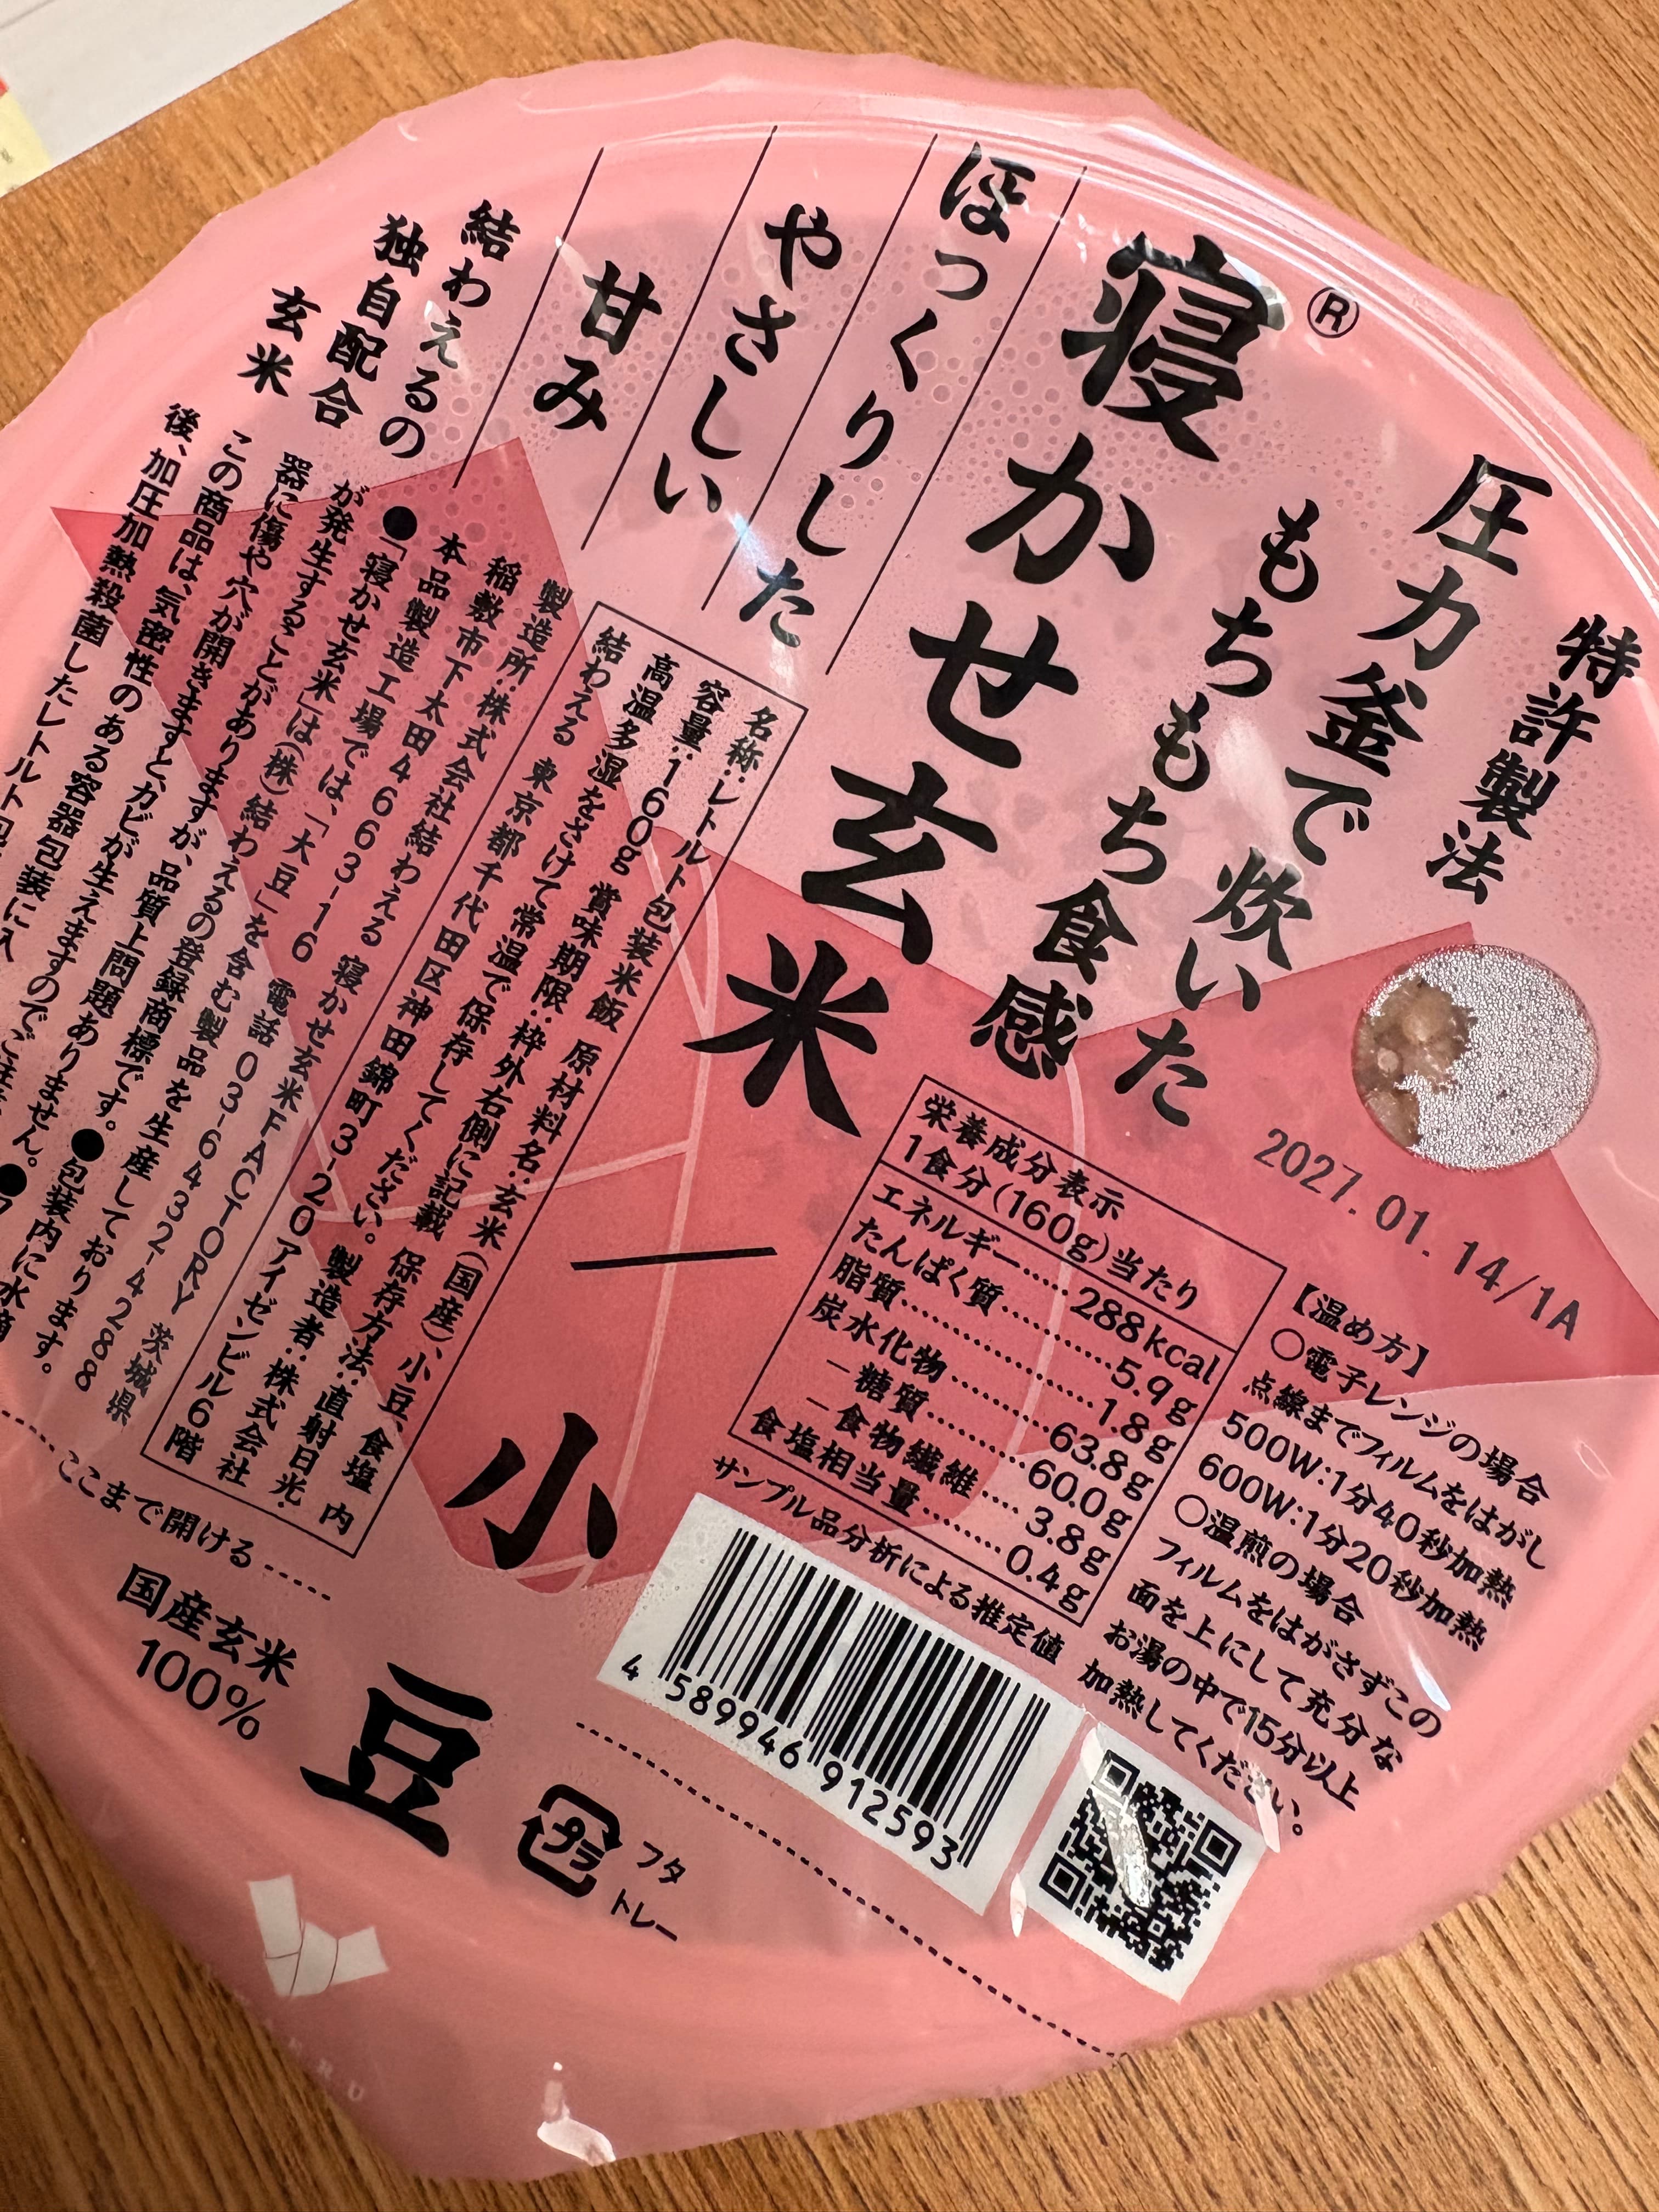 特許製法
圧力釜で炊いた
もちもち食感
寝かせ玄米®
小豆
ほっくりした
やさしい
甘み
結わえるの
独自配合
玄米
名称:レトルト包装米飯 原材料名:玄米(国産)、小豆、食塩 内
容量:160g 賞味期限:枠外右側に記載 保存方法:直射日光・
高温多湿をさけて常温で保存してください。製造者:株式会社
結わえる 東京都千代田区神田錦町3-20アイゼンビル6階
製造所:株式会社結わえる 寝かせ玄米FACTORY 茨城県
稲敷市下太田4663-16 電話03-6432-4288
本品製造工場では、「大豆」を含む製品を生産しております。
●「寝かせ玄米」は(株)結わえるの登録商標です。●包装内に水滴
が発生することがありますが、品質上問題ありません。●
器に傷や穴が開きますと、カビが生えますのでご注
この商品は、気密性のある容器包装に入
後、加圧加熱殺菌したレトルト
2027.01.14/1A
栄養成分表示
1食分(160g)当たり
エネルギー……288kcal
たんぱく質……5.9g
脂質……1.8g
炭水化物……63.8g
－糖質……60.0g
－食物繊維……3.8g
食塩相当量……0.4g
サンプル品分析による推定値
【温め方】
○電子レンジの場合
点線までフィルムをはがし
500W:1分40秒加熱
600W:1分20秒加熱
○温煎の場合
フィルムをはがさずこの
面を上にして充分な
お湯の中で15分以上
加熱してください。
4 589946 912593
ここまで開ける
国産玄米
100%
プラ
フタ
トレー